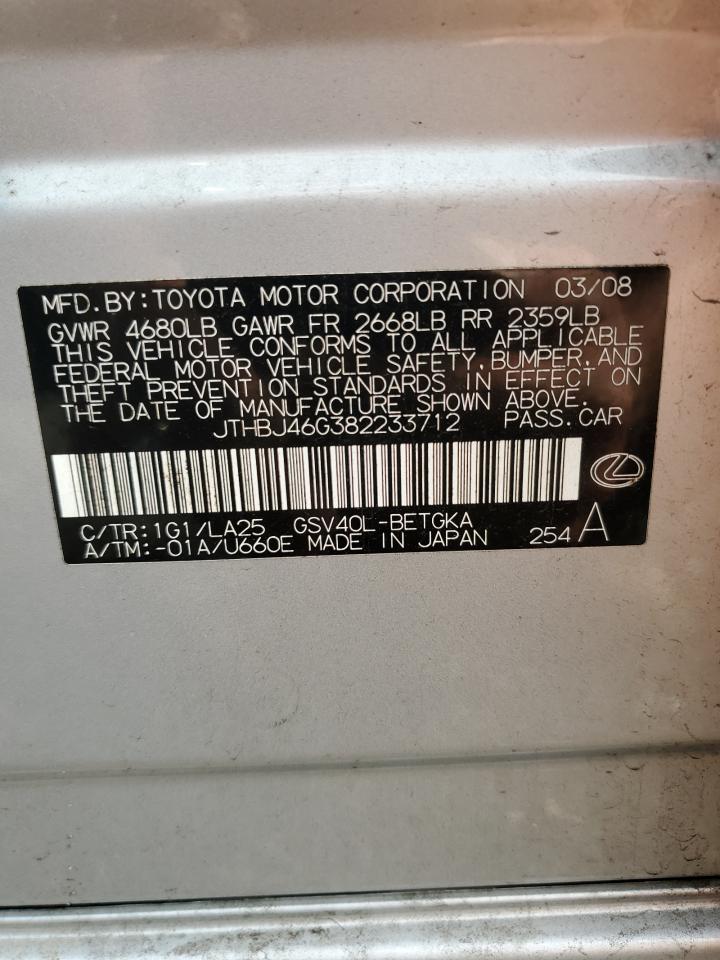 MFD. BY: TOYOTA MOTOR CORPORATION 03/08
GVWR 4680LB GAWR FR 2668LB RR 2359LB
THIS VEHICLE CONFORMS TO ALL APPLICABLE
FEDERAL MOTOR VEHICLE SAFETY, BUMPER, AND
THEFT PREVENTION STANDARDS IN EFFECT ON
THE DATE OF MANUFACTURE SHOWN ABOVE.
JTHBJ46G382233712 PASS. CAR
C/TR: 1G1/LA25 GSV40L-BETGKA
A/TM: -01A/U660E MADE IN JAPAN 254 A